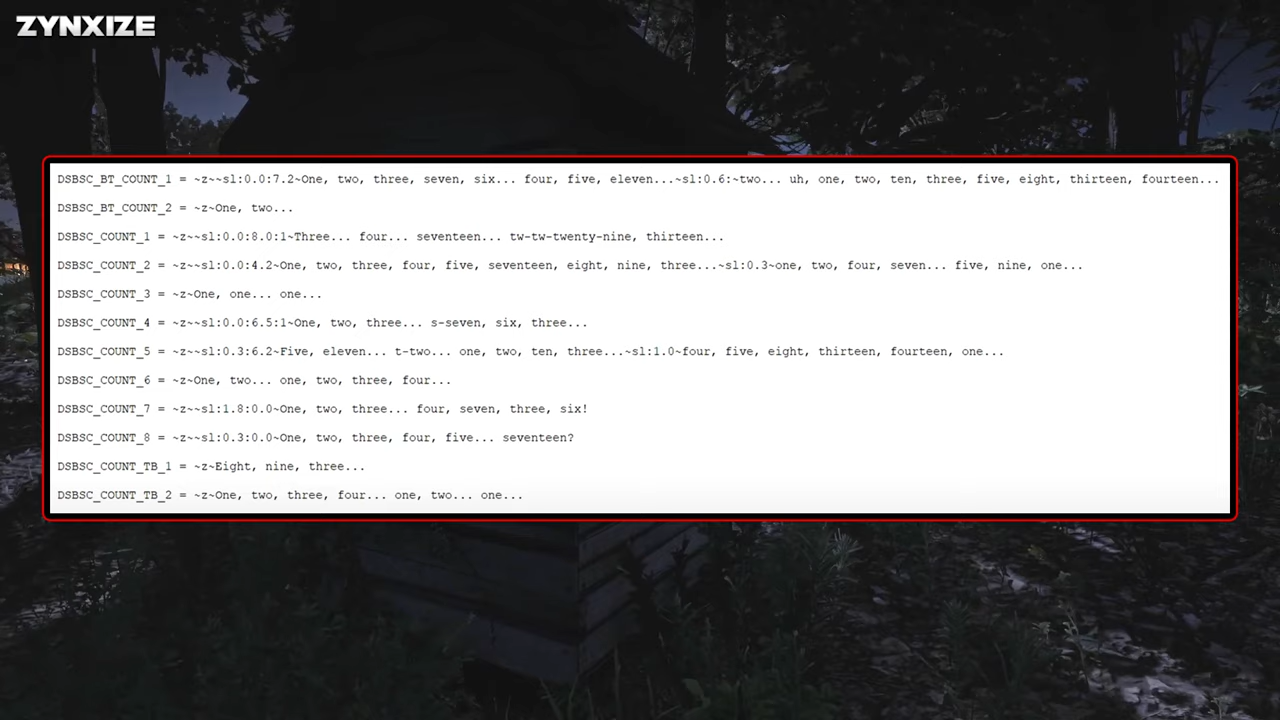 ZYNXIZE
DSBSC_BT_COUNT_1 = ~z~~sl:0.0:7.2~One, two, three, seven, six... four, five, eleven...~sl:0.6:~two... uh, one, two, ten, three, five, eight, thirteen, fourteen...
DSBSC_BT_COUNT_2 = ~z~One, two...
DSBSC_COUNT_1 = ~z~~sl:0.0:8.0:1~Three... four... seventeen... tw-tw-twenty-nine, thirteen...
DSBSC_COUNT_2 = ~z~~sl:0.0:4.2~One, two, three, four, five, seventeen, eight, nine, three...~sl:0.3~one, two, four, seven... five, nine, one...
DSBSC_COUNT_3 = ~z~One, one... one...
DSBSC_COUNT_4 = ~z~~sl:0.0:6.5:1~One, two, three... s-seven, six, three...
DSBSC_COUNT_5 = ~z~~sl:0.3:6.2~Five, eleven... t-two... one, two, ten, three...~sl:1.0~four, five, eight, thirteen, fourteen, one...
DSBSC_COUNT_6 = ~z~One, two... one, two, three, four...
DSBSC_COUNT_7 = ~z~~sl:1.8:0.0~One, two, three... four, seven, three, six!
DSBSC_COUNT_8 = ~z~~sl:0.3:0.0~One, two, three, four, five... seventeen?
DSBSC_COUNT_TB_1 = ~z~Eight, nine, three...
DSBSC_COUNT_TB_2 = ~z~One, two, three, four... one, two... one...